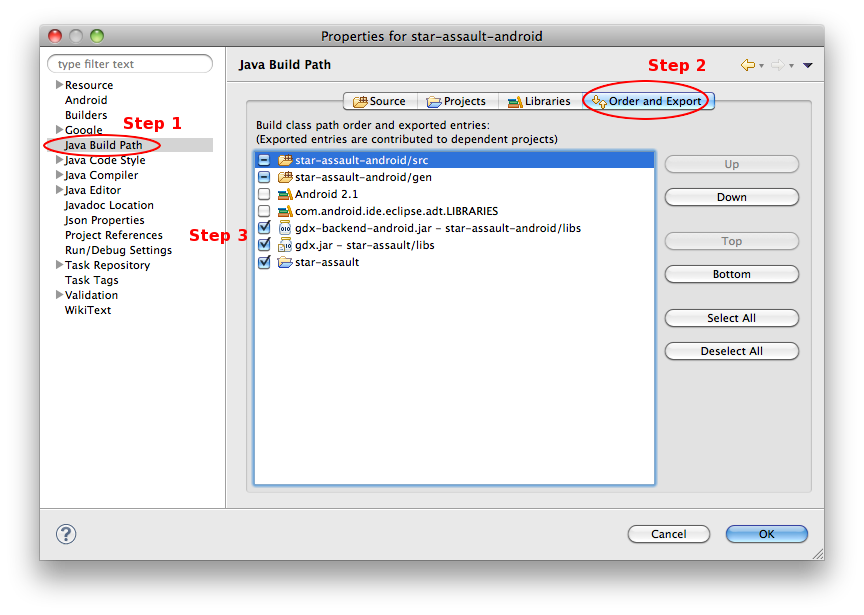 Properties for star-assault-android
type filter text
Resource
Android
Builders
Google
Step 1
Java Build Path
Java Code Style
Java Compiler
Java Editor
Javadoc Location
Json Properties
Project References
Run/Debug Settings
Task Repository
Task Tags
Validation
WikiText
Java Build Path
Step 2
Source
Projects
Libraries
Order and Export
Build class path order and exported entries:
(Exported entries are contributed to dependent projects)
star-assault-android/src
star-assault-android/gen
Android 2.1
com.android.ide.eclipse.adt.LIBRARIES
Step 3
gdx-backend-android.jar - star-assault-android/libs
gdx.jar - star-assault/libs
star-assault
Up
Down
Top
Bottom
Select All
Deselect All
?
Cancel
OK